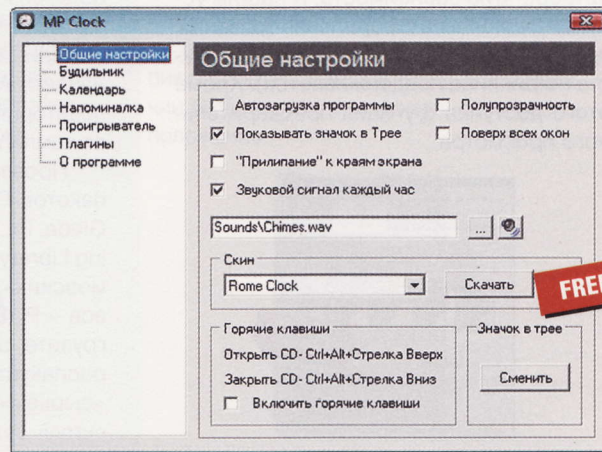 MP Clock
Общие настройки
Будильник
Календарь
Напоминалка
Проигрыватель
Плагины
О программе
Общие настройки
Автозагрузка программы
Полупрозрачность
Показывать значок в Трее
Поверх всех окон
"Прилипание" к краям экрана
Звуковой сигнал каждый час
Sounds\Chimes.wav
...
Скин
Rome Clock
Скачать
FREE
Горячие клавиши
Значок в трее
Открыть CD- Ctrl+Alt+Стрелка Вверх
Закрыть CD- Ctrl+Alt+Стрелка Вниз
Сменить
Включить горячие клавиши